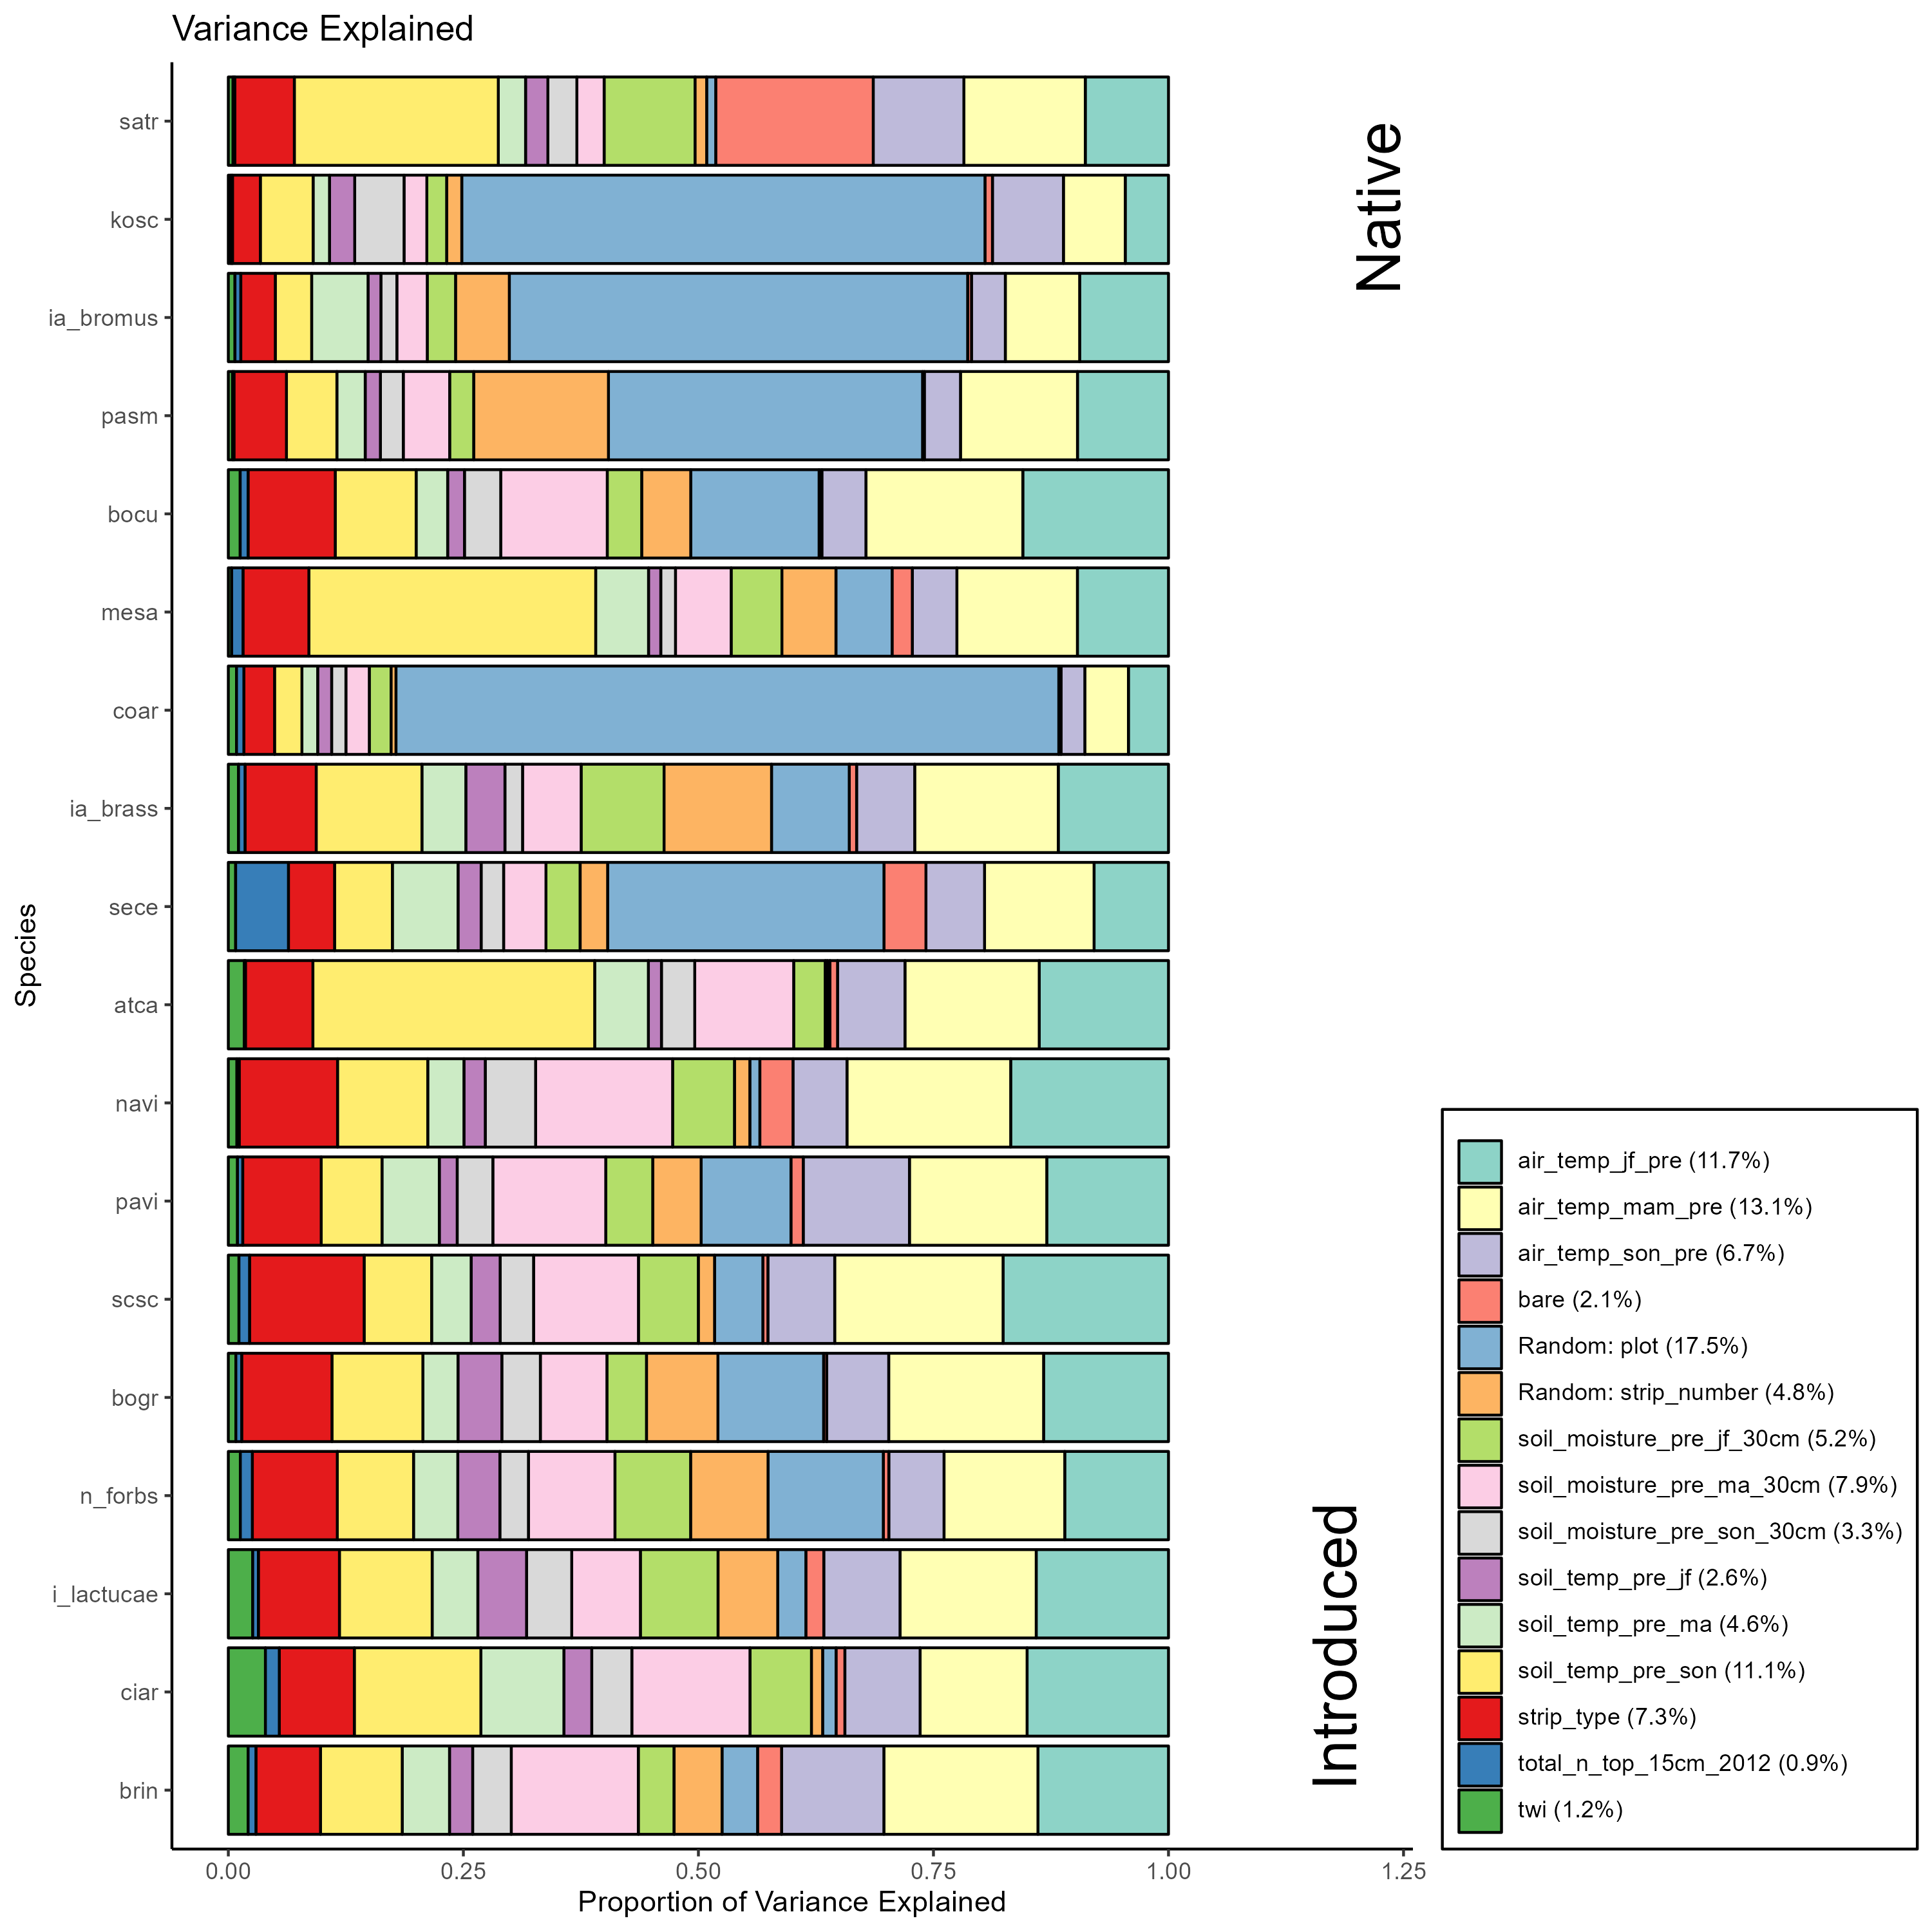 Variance Explained
satr
kosc
ia_bromus
pasm
bocu
mesa
coar
ia_brass
sece
atca
navi
pavi
scsc
bogr
n_forbs
i_lactucae
ciar
brin
Species
0.00 0.25 0.50 0.75 1.00 1.25
Proportion of Variance Explained
Native
Introduced
air_temp_jf_pre (11.7%)
air_temp_mam_pre (13.1%)
air_temp_son_pre (6.7%)
bare (2.1%)
Random: plot (17.5%)
Random: strip_number (4.8%)
soil_moisture_pre_jf_30cm (5.2%)
soil_moisture_pre_ma_30cm (7.9%)
soil_moisture_pre_son_30cm (3.3%)
soil_temp_pre_jf (2.6%)
soil_temp_pre_ma (4.6%)
soil_temp_pre_son (11.1%)
strip_type (7.3%)
total_n_top_15cm_2012 (0.9%)
twi (1.2%)